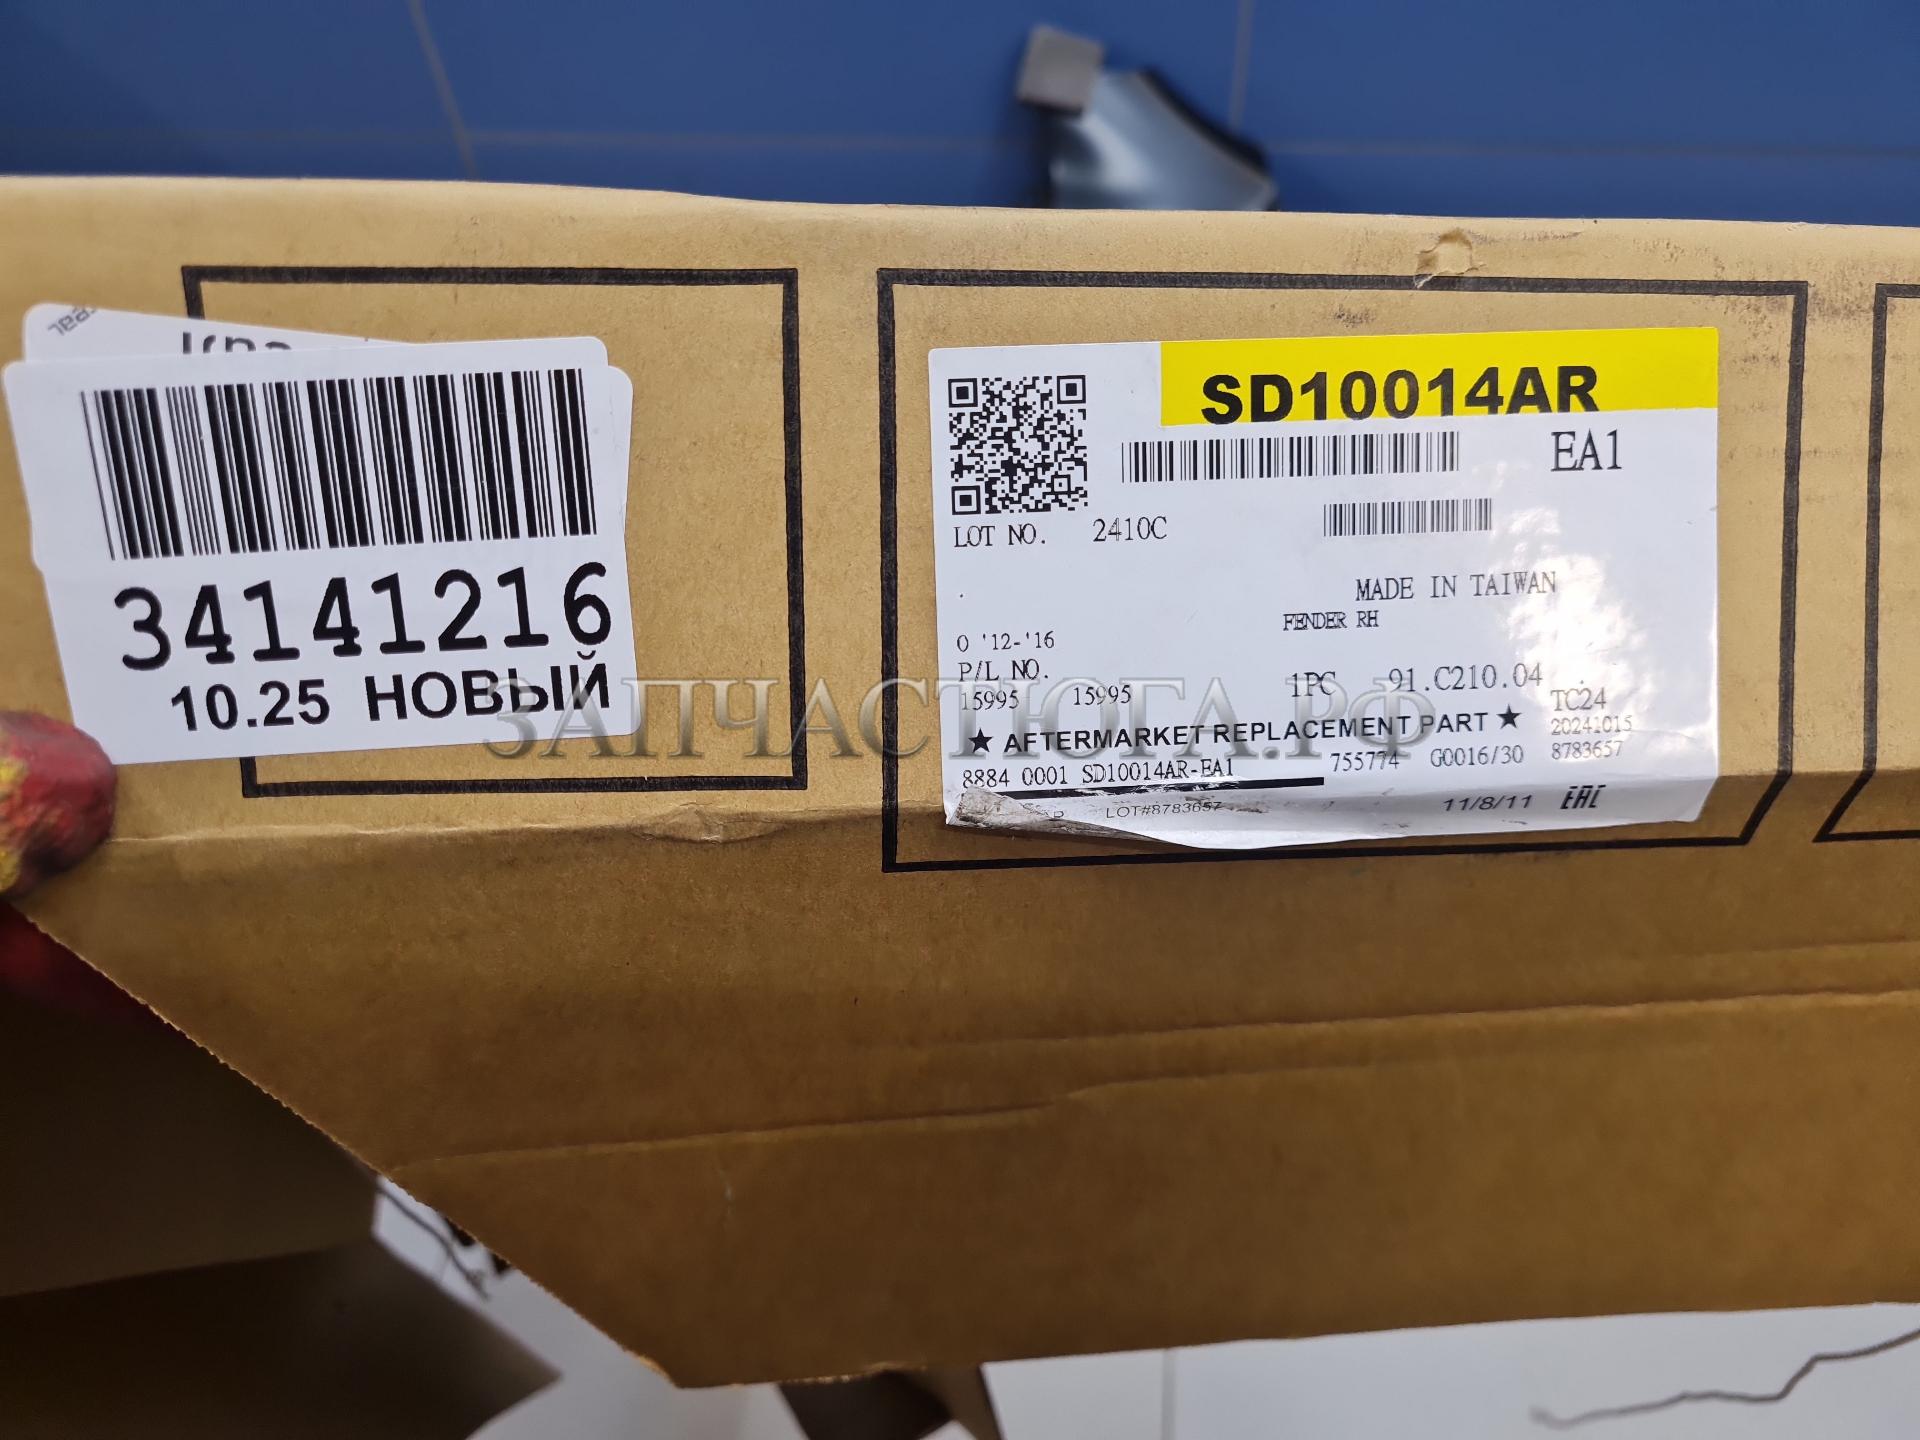 34141216
10.25 НОВЫЙ
SD10014AR
EA1
LOT NO. 2410C
MADE IN TAIWAN
FENDER RH
O '12-'16
P/L NO.
15995 15995
1PC 91.C210.04
TC24
★ AFTERMARKET REPLACEMENT PART ★
20241015
8884 0001 SD10014AR-EA1
755774 G0016/30 8783657
LOT#8783657
11/8/11 EAC
ЗАПЧАСТЮГА.РФ